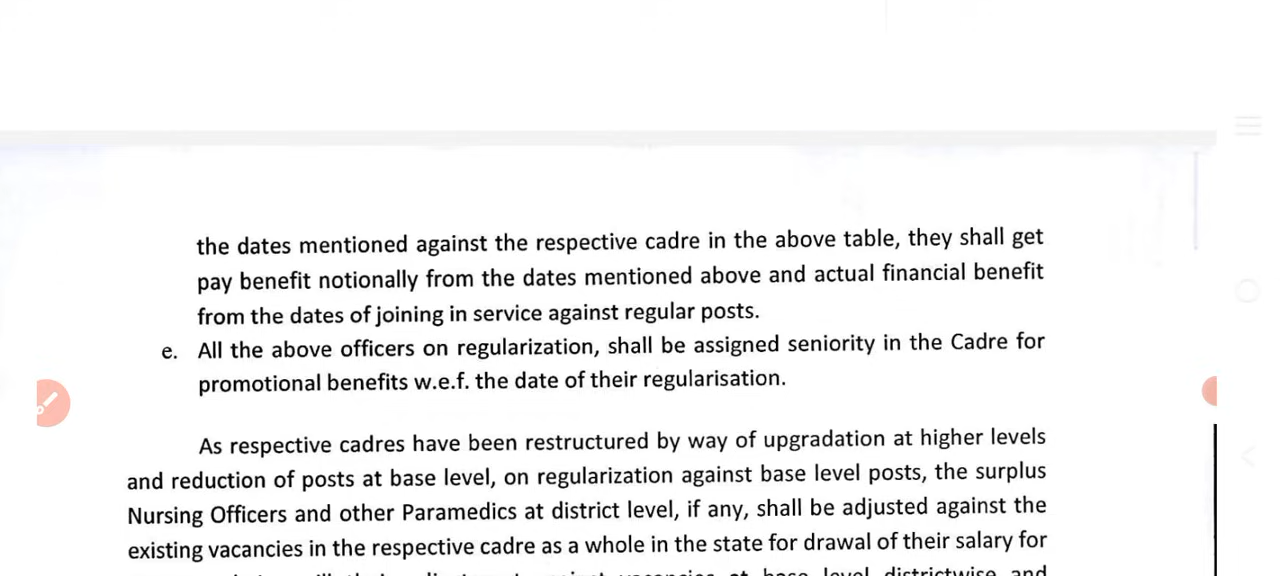 the dates mentioned against the respective cadre in the above table, they shall get
pay benefit notionally from the dates mentioned above and actual financial benefit
from the dates of joining in service against regular posts.
e. All the above officers on regularization, shall be assigned seniority in the Cadre for
promotional benefits w.e.f. the date of their regularisation.
As respective cadres have been restructured by way of upgradation at higher levels
and reduction of posts at base level, on regularization against base level posts, the surplus
Nursing Officers and other Paramedics at district level, if any, shall be adjusted against the
existing vacancies in the respective cadre as a whole in the state for drawal of their salary for
at base level districtwise and